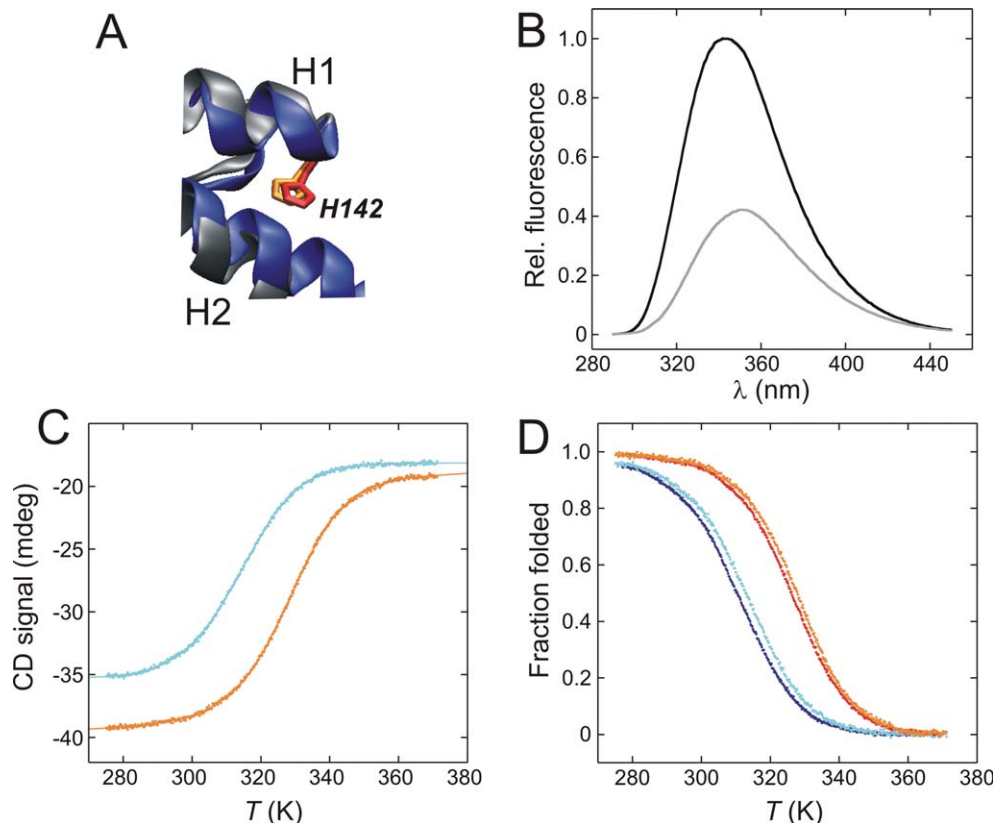 A
H1
H142
H2
B
Rel. fluorescence
1.0
0.8
0.6
0.4
0.2
0
280 320 360 400 440
λ (nm)
C
CD signal (mdeg)
-20
-25
-30
-35
-40
280 300 320 340 360 380
T (K)
D
Fraction folded
1.0
0.8
0.6
0.4
0.2
0
280 300 320 340 360 380
T (K)